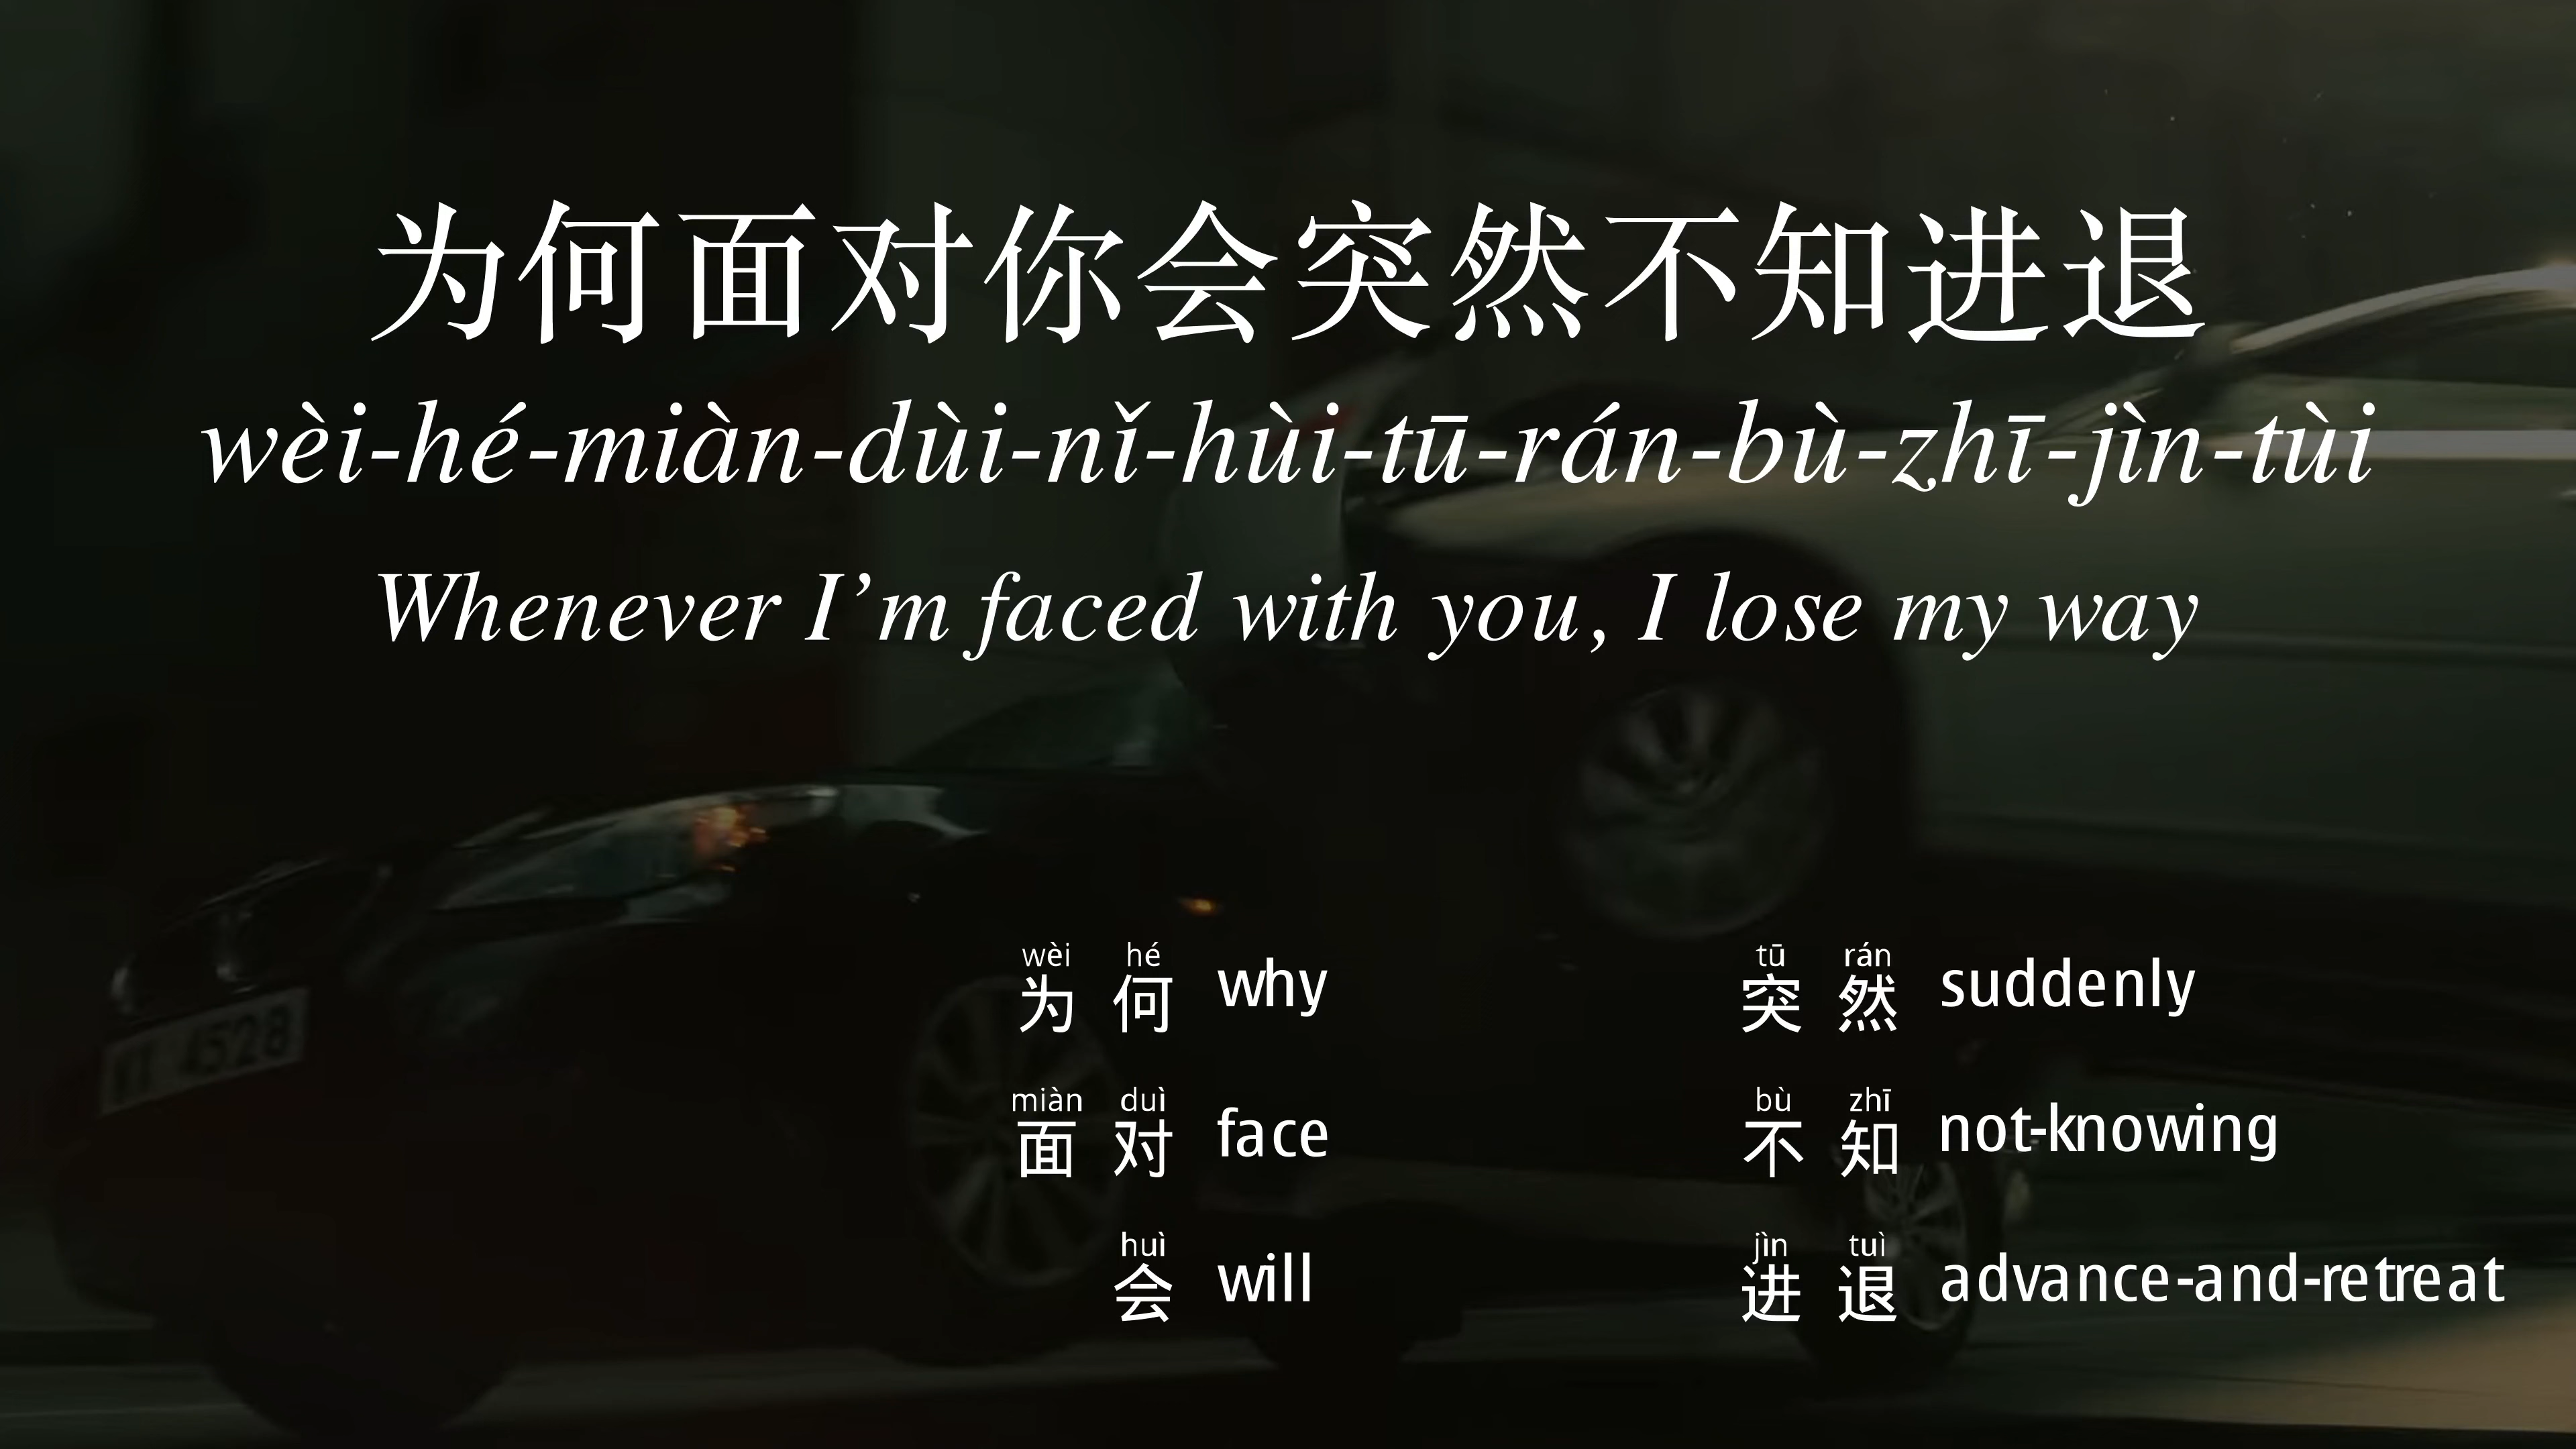 为何面对你会突然不知进退
wèi-hé-miàn-dùi-nǐ-hùi-tū-rán-bù-zhī-jìn-tùi
Whenever I’m faced with you, I lose my way
wèi hé
为 何 why
miàn duì
面 对 face
huì
会 will
tū rán
突 然 suddenly
bù zhī
不 知 not-knowing
jìn tuì
进 退 advance-and-retreat
4528